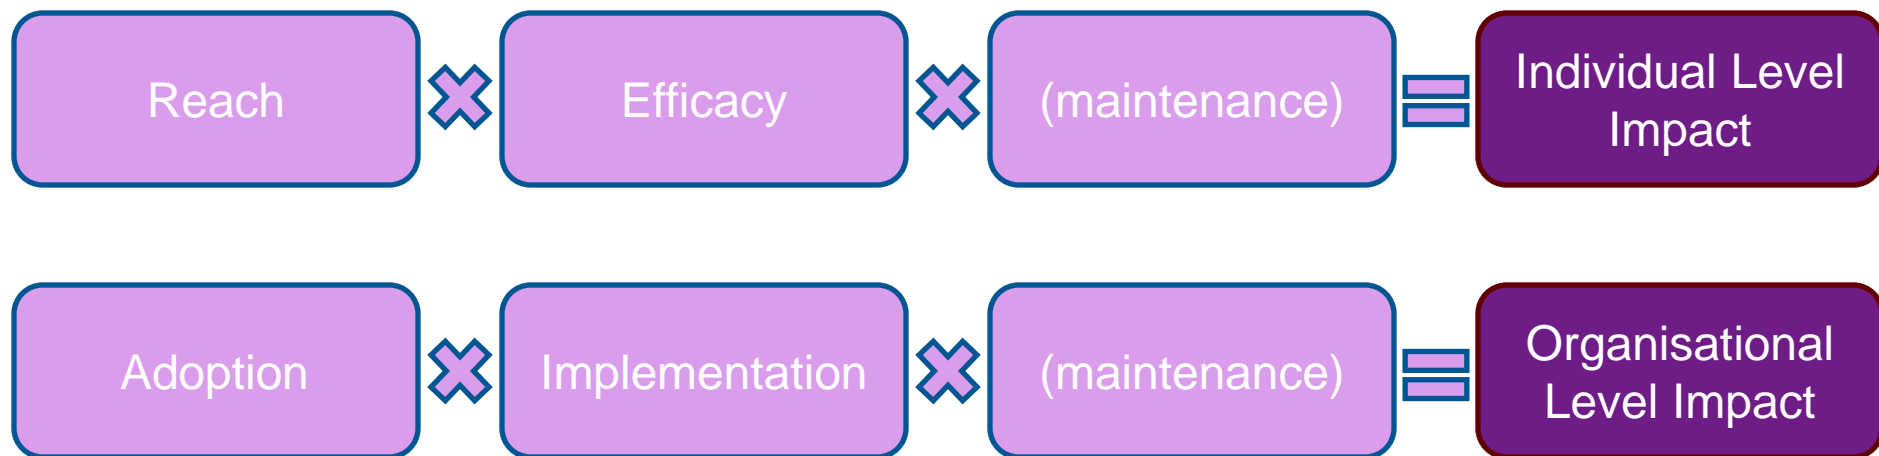 Reach
Efficacy
(maintenance)
Individual Level
Impact
Adoption
Implementation
(maintenance)
Organisational
Level Impact